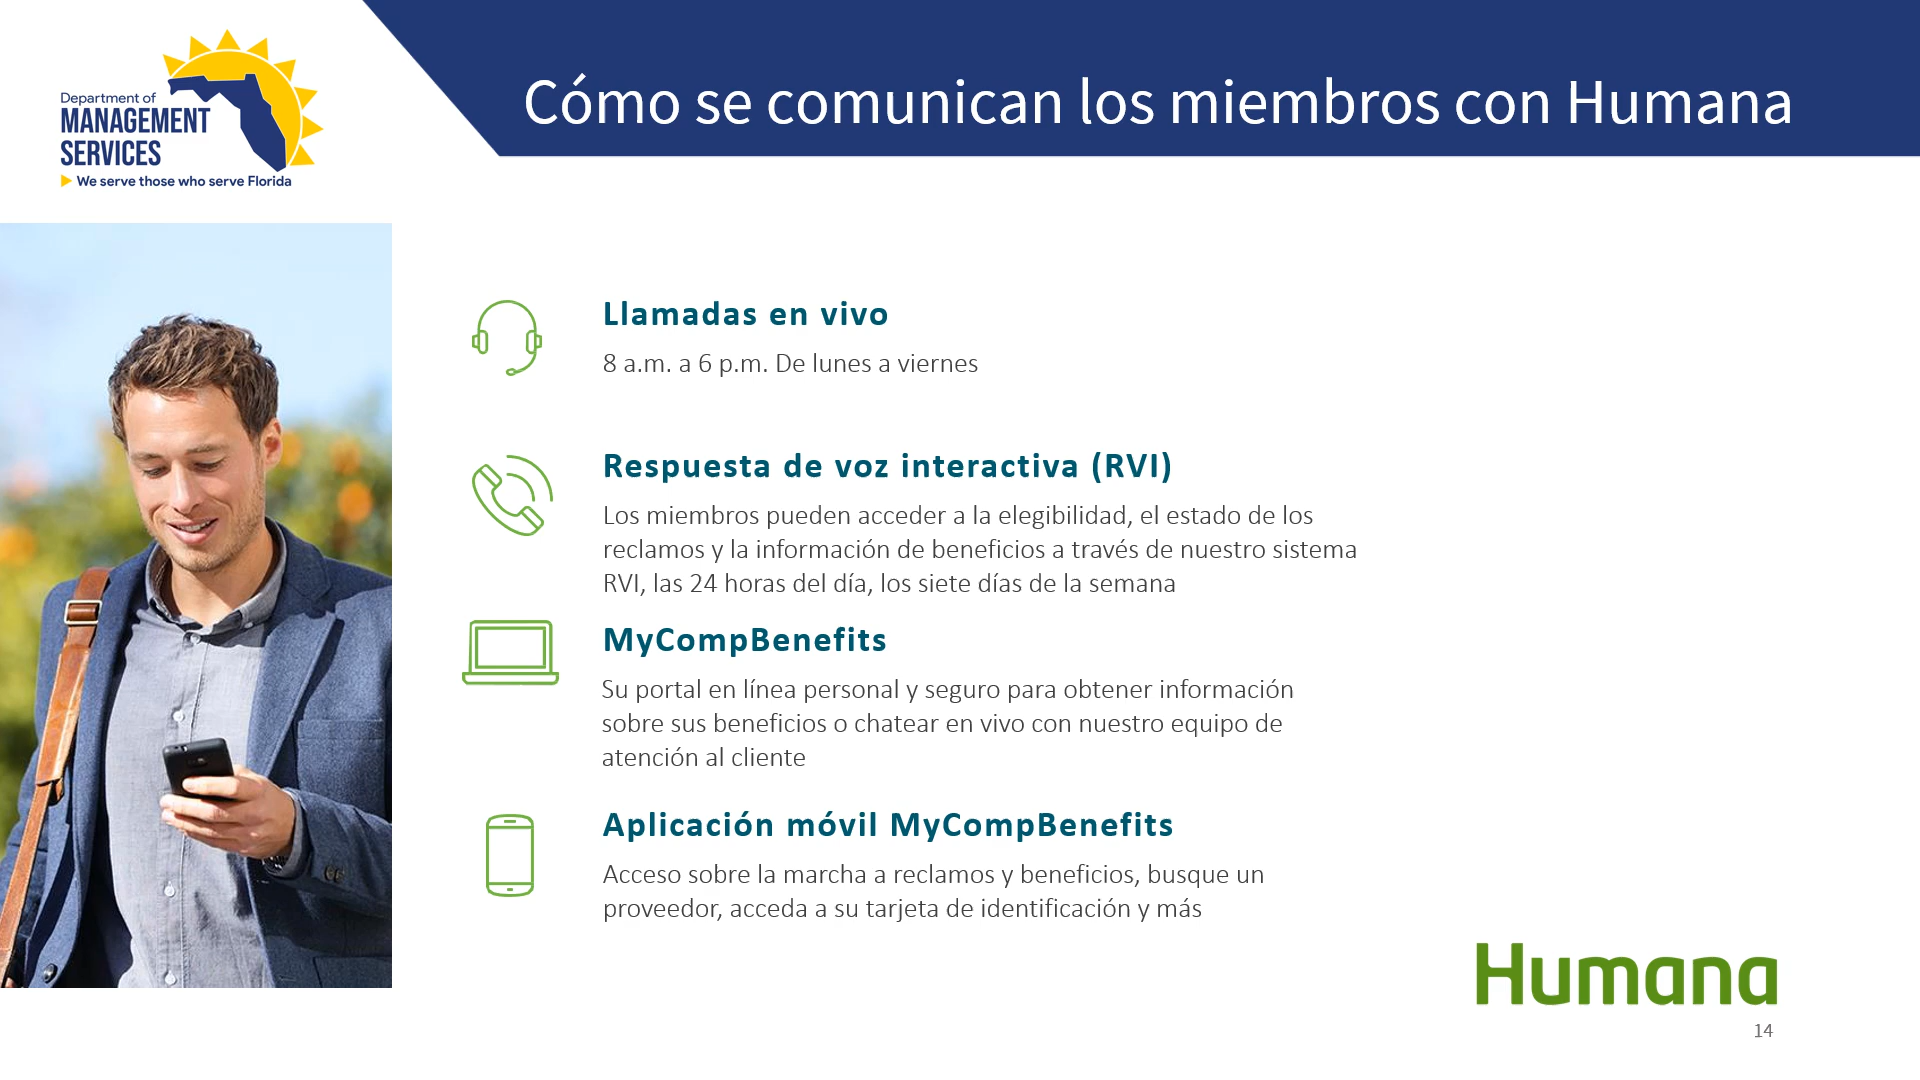 Department of
MANAGEMENT
SERVICES
We serve those who serve Florida
Cómo se comunican los miembros con Humana
Llamadas en vivo
8 a.m. a 6 p.m. De lunes a viernes
Respuesta de voz interactiva (RVI)
Los miembros pueden acceder a la elegibilidad, el estado de los
reclamos y la información de beneficios a través de nuestro sistema
RVI, las 24 horas del día, los siete días de la semana
MyCompBenefits
Su portal en línea personal y seguro para obtener información
sobre sus beneficios o chatear en vivo con nuestro equipo de
atención al cliente
Aplicación móvil MyCompBenefits
Acceso sobre la marcha a reclamos y beneficios, busque un
proveedor, acceda a su tarjeta de identificación y más
Humana
14